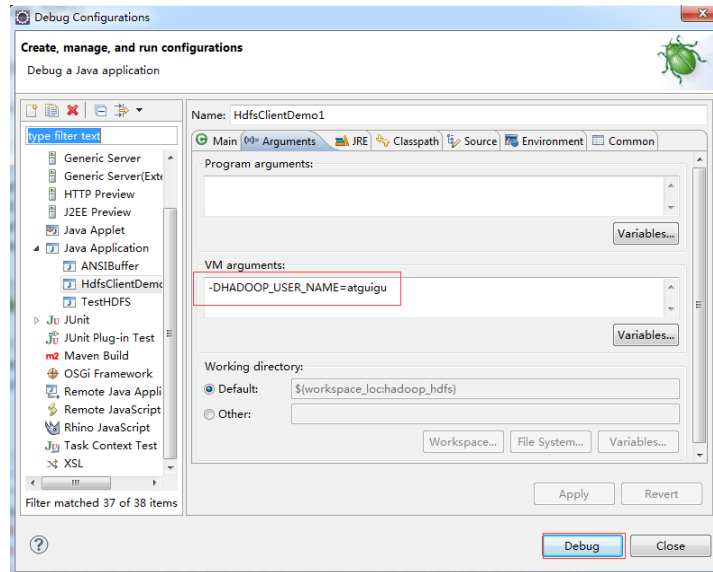 Debug Configurations
Create, manage, and run configurations
Debug a Java application
type filter text
Generic Server
Generic Server(Exte
HTTP Preview
J2EE Preview
Java Applet
Java Application
ANSIBuffer
HdfsClientDemo
TestHDFS
JUnit
JUnit Plug-in Test
Maven Build
OSGi Framework
Remote Java Appli
Remote JavaScript
Rhino JavaScript
Task Context Test
XSL
Filter matched 37 of 38 items
Name: HdfsClientDemo1
Main (x)= Arguments JRE Classpath Source Environment Common
Program arguments:
Variables...
VM arguments:
-DHADOOP_USER_NAME=atguigu
Variables...
Working directory:
Default: ${workspace_loc:hadoop_hdfs}
Other:
Workspace... File System... Variables...
Apply Revert
Debug Close